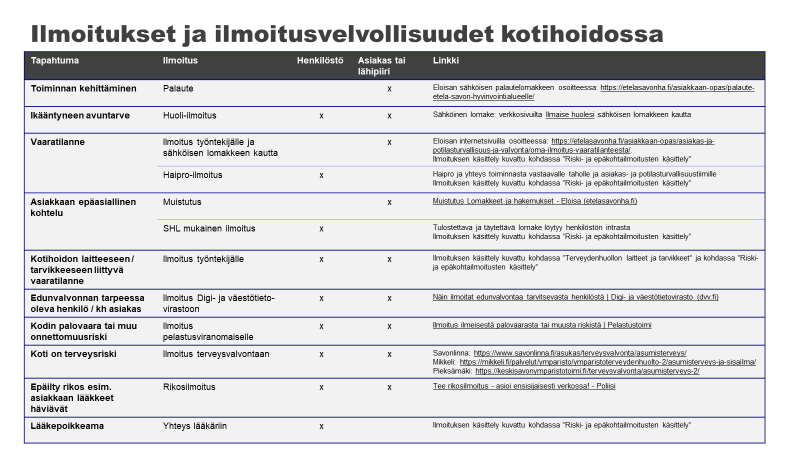 Ilmoitukset ja ilmoitusvelvollisuudet kotihoidossa
Tapahtuma Ilmoitus Henkilöstö Asiakas tai lähipiiri Linkki
Toiminnan kehittäminen Palaute x Eloisan sähköisen palautelomakkeen osoitteessa: https://etelasavonha.fi/asiakkaan-opas/palaute-
etela-savon-hyvinvointialueelle/
Ikääntyneen avuntarve Huoli-ilmoitus x x Sähköinen lomake: verkkosivuilta Ilmaise huolesi sähköisen lomakkeen kautta
Vaaratilanne Ilmoitus työntekijälle ja sähköisen lomakkeen kautta x Eloisan internetsivuilla osoitteessa: https://etelasavonha.fi/asiakkaan-opas/asiakas-ja-
potilasturvallisuus-ja-valvonta/oma-ilmoitus-vaaratilanteesta/.
Ilmoituksen käsittely kuvattu kohdassa "Riski- ja epäkohtailmoitusten käsittely"
Haipro-ilmoitus x Haipro ja yhteys toiminnasta vastaavalle taholle ja asiakas- ja potilasturvallisuustiimille
Ilmoituksen käsittely kuvattu kohdassa "Riski- ja epäkohtailmoitusten käsittely"
Asiakkaan epäasiallinen kohtelu Muistutus x Muistutus Lomakkeet ja hakemukset - Eloisa (etelasavonha.fi)
SHL mukainen ilmoitus x Tulostettava ja täytettävä lomake löytyy henkilöstön intrasta
Ilmoituksen käsittely kuvattu kohdassa "Riski- ja epäkohtailmoitusten käsittely"
Kotihoidon laitteeseen / tarvikkeeseen liittyvä vaaratilanne Ilmoitus työntekijälle x x Ilmoituksen käsittely kuvattu kohdassa "Terveydenhuollon laitteet ja tarvikkeet" ja kohdassa "Riski-
ja epäkohtailmoitusten käsittely"
Edunvalvonnan tarpeessa oleva henkilö / kh asiakas Ilmoitus Digi- ja väestötieto-virastoon x x Näin ilmoitat edunvalvontaa tarvitsevasta henkilöstä | Digi- ja väestötietovirasto (dvv.fi)
Kodin palovaara tai muu onnettomuusriski Ilmoitus pelastusviranomaiselle x x Ilmoitus ilmeisestä palovaarasta tai muusta riskistä | Pelastustoimi
Koti on terveysriski Ilmoitus terveysvalvontaan x x Savonlinna: https://www.savonlinna.fi/asukas/terveysvalvonta/asumisterveys/
Mikkeli: https://mikkeli.fi/palvelut/ymparisto/ymparistoterveydenhuolto-2/asumisterveys-ja-sisailma/
Pieksämäki: https://keskisavonymparistotoimi.fi/terveysvalvonta/asumisterveys-2/
Epäilty rikos esim. asiakkaan lääkkeet häviävät Rikosilmoitus x x Tee rikosilmoitus - asioi ensisijaisesti verkossa! - Poliisi
Lääkepoikkeama Yhteys lääkäriin x Ilmoituksen käsittely kuvattu kohdassa "Riski- ja epäkohtailmoitusten käsittely"